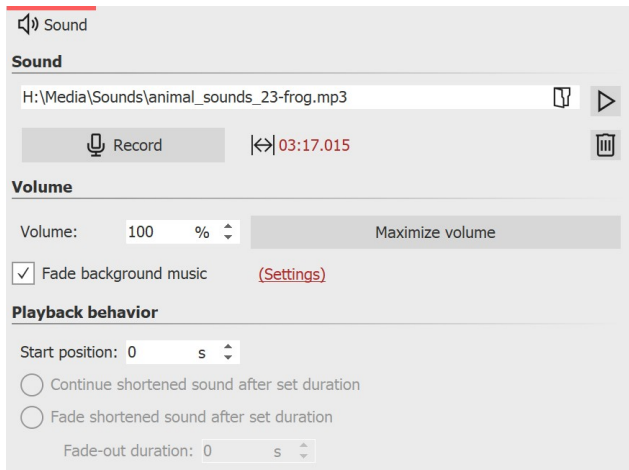 Sound
Sound
H:\Media\Sounds\animal_sounds_23-frog.mp3
Record 03:17.015
Volume
Volume: 100 % Maximize volume
Fade background music (Settings)
Playback behavior
Start position: 0 s
Continue shortened sound after set duration
Fade shortened sound after set duration
Fade-out duration: 0 s